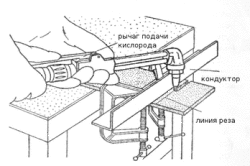 рычаг подачи
кислорода
кондуктор
линия реза